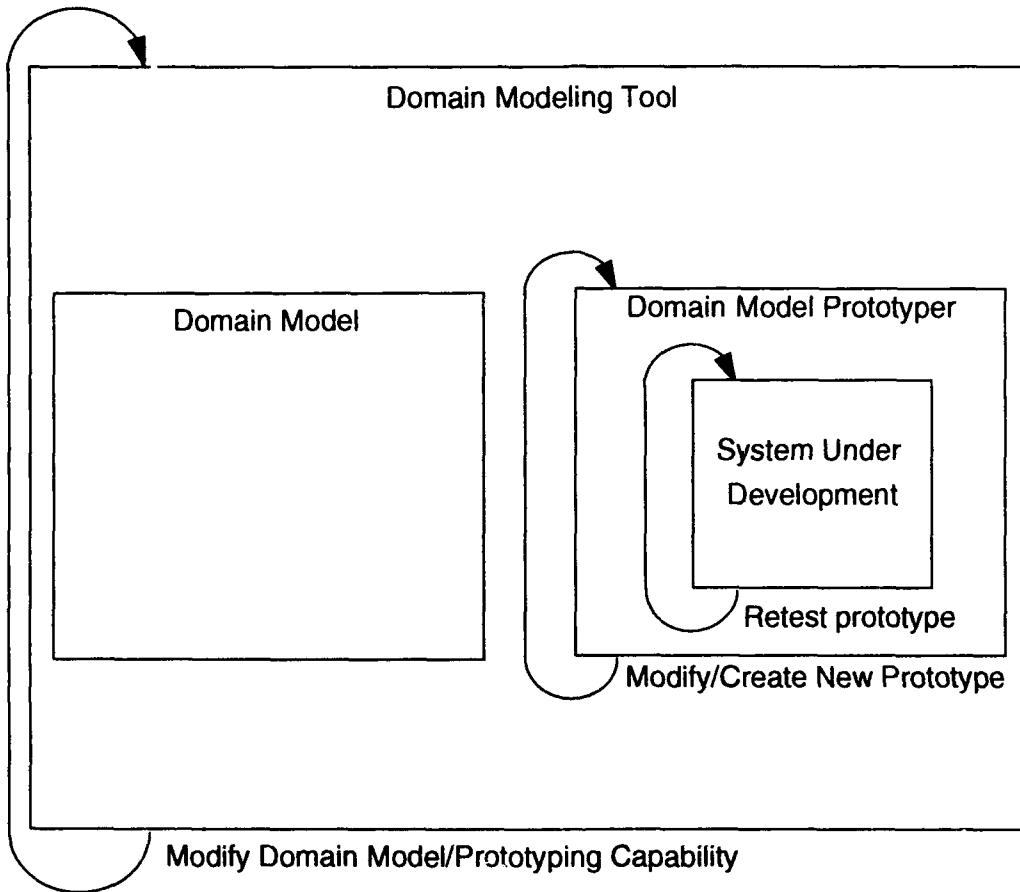 Domain Modeling Tool
Domain Model
Domain Model Prototyper
System Under
Development
Retest prototype
Modify/Create New Prototype
Modify Domain Model/Prototyping Capability